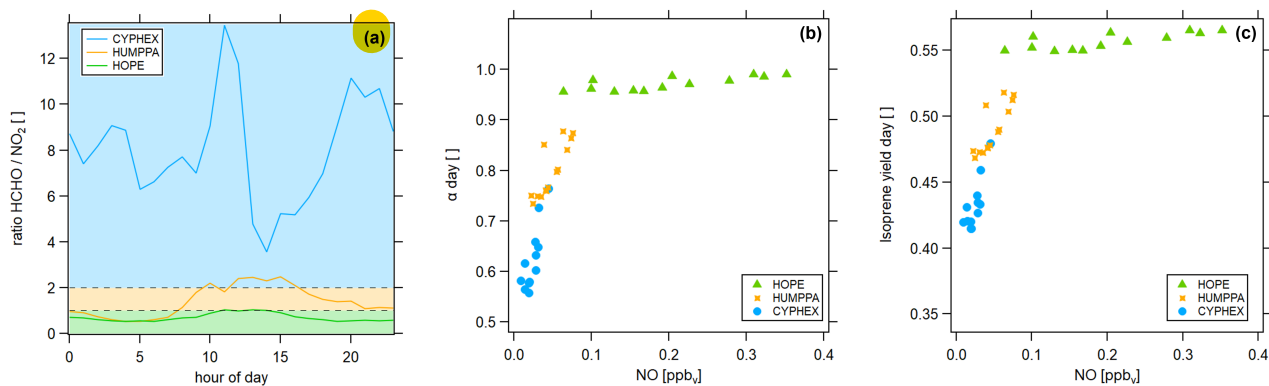 (a)
CYPHEX
HUMPPA
HOPE
12
10
8
6
4
2
0
ratio HCHO / NO₂ [ ]
0
5
10
15
20
hour of day
(b)
1.0
0.9
0.8
0.7
0.6
0.5
α day [ ]
HOPE
HUMPPA
CYPHEX
0.0
0.1
0.2
0.3
0.4
NO [ppbᵥ]
(c)
0.55
0.50
0.45
0.40
0.35
Isoprene yield day [ ]
HOPE
HUMPPA
CYPHEX
0.0
0.1
0.2
0.3
0.4
NO [ppbᵥ]